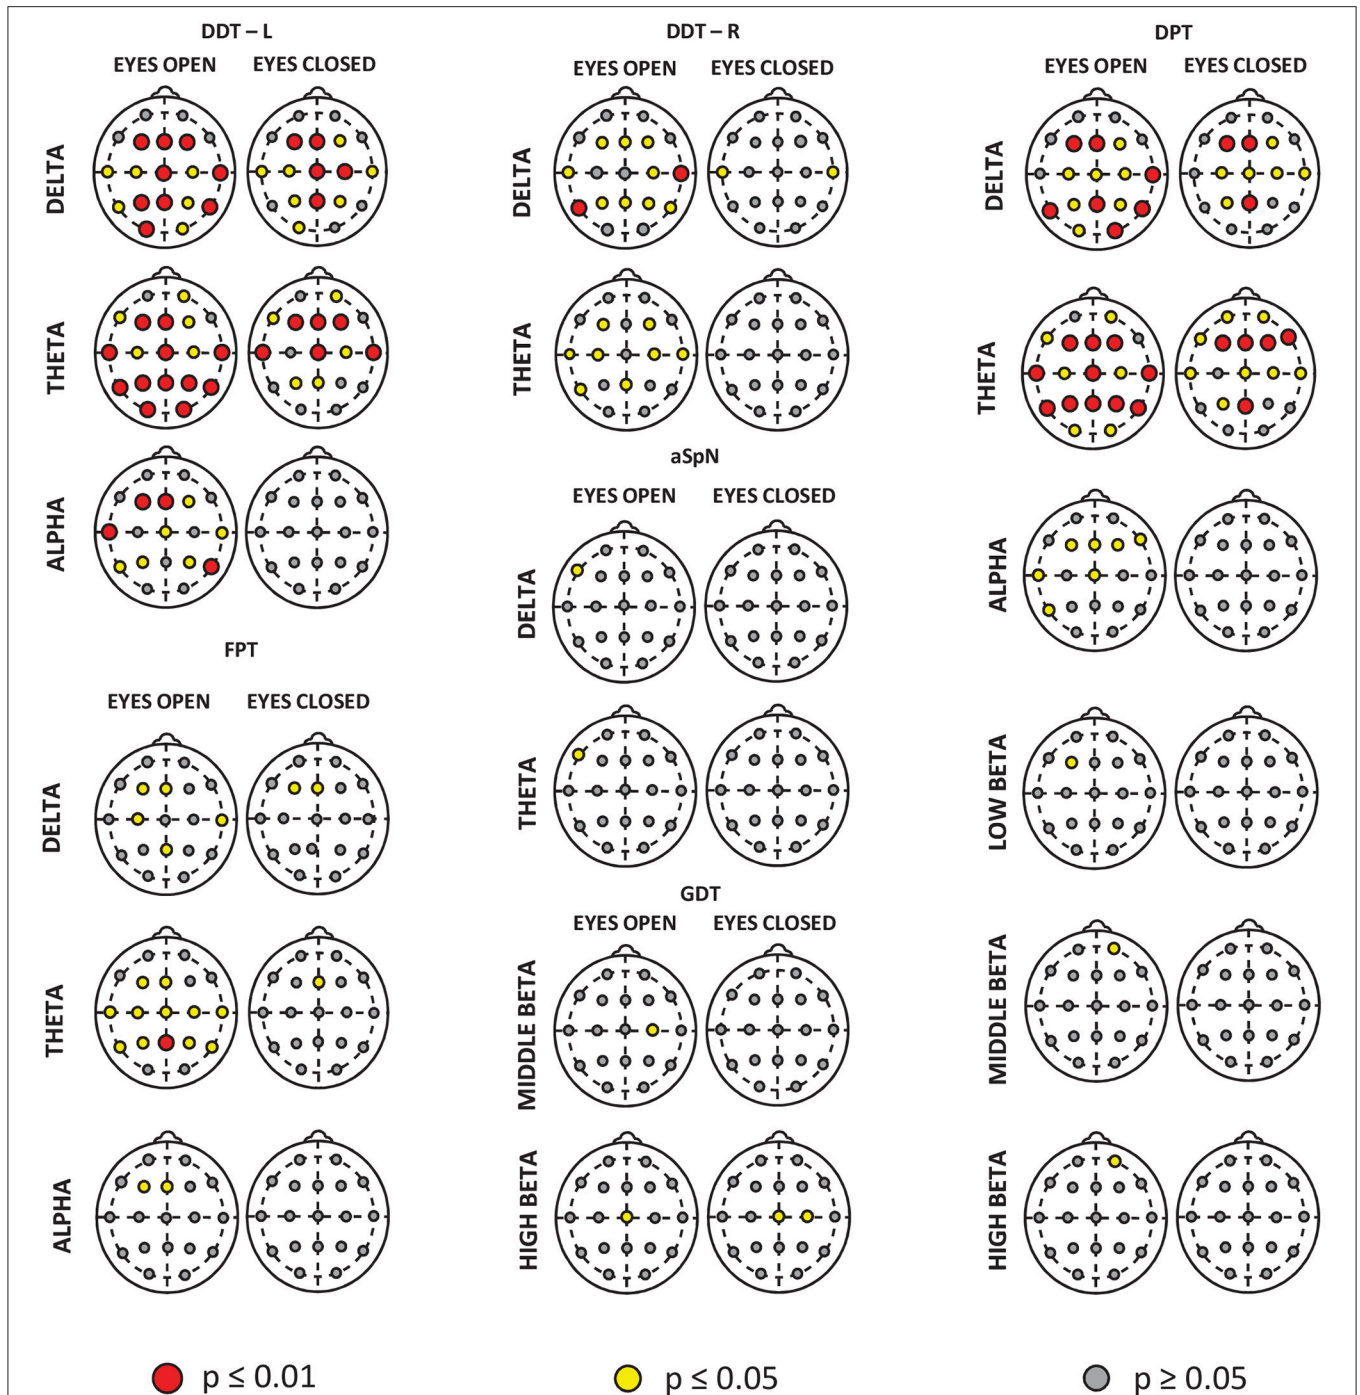 DDT – L
EYES OPEN EYES CLOSED
DELTA
THETA
ALPHA
FPT
EYES OPEN EYES CLOSED
DELTA
THETA
ALPHA
DDT – R
EYES OPEN EYES CLOSED
DELTA
THETA
aSpN
EYES OPEN EYES CLOSED
DELTA
THETA
GDT
EYES OPEN EYES CLOSED
MIDDLE BETA
HIGH BETA
DPT
EYES OPEN EYES CLOSED
DELTA
THETA
ALPHA
LOW BETA
MIDDLE BETA
HIGH BETA
p ≤ 0.01 p ≤ 0.05 p ≥ 0.05